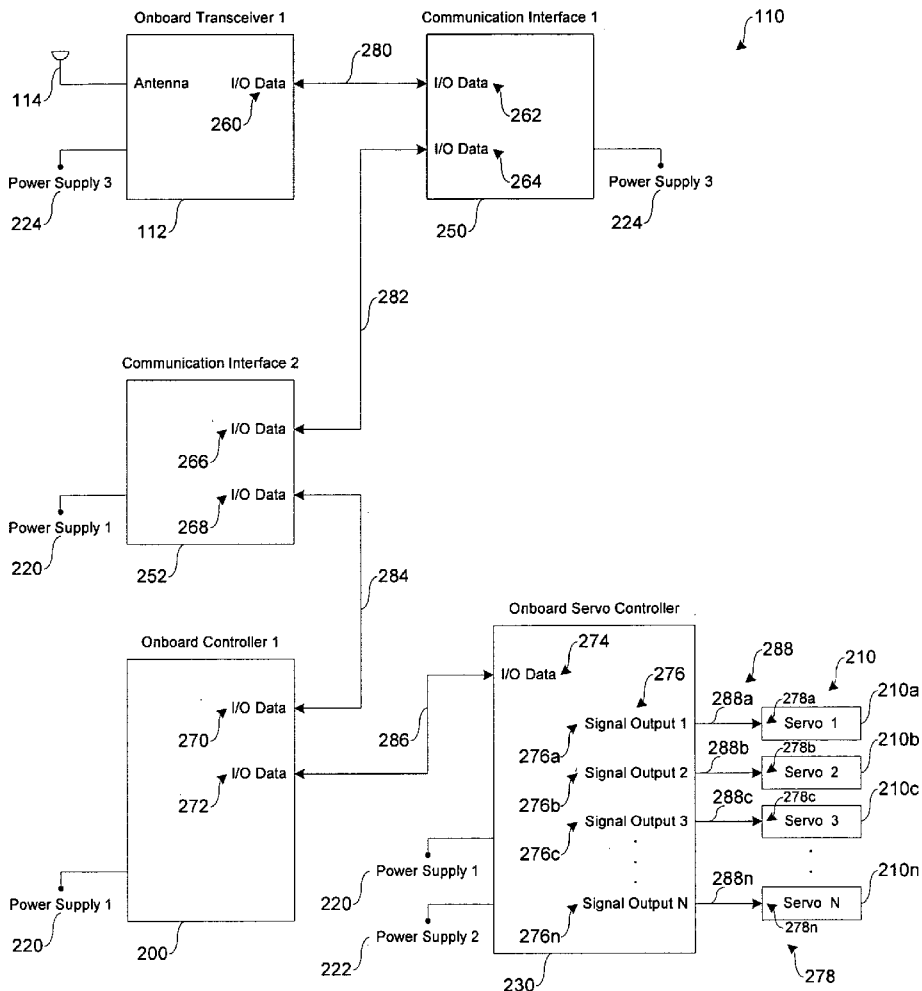 Onboard Transceiver 1
Communication Interface 1
110
280
114
Antenna
I/O Data
I/O Data
260
262
I/O Data
264
Power Supply 3
Power Supply 3
224
112
250
224
282
Communication Interface 2
I/O Data
266
I/O Data
268
Power Supply 1
220
252
284
Onboard Servo Controller
Onboard Controller 1
274
I/O Data
276
288
210
288a
278a
210a
I/O Data
270
286
Signal Output 1
Servo 1
276a
288b
278b
210b
I/O Data
272
Signal Output 2
Servo 2
276b
288c
278c
210c
Signal Output 3
Servo 3
276c
Power Supply 1
220
288n
210n
Power Supply 1
220
200
Signal Output N
Servo N
276n
278n
Power Supply 2
222
230
278